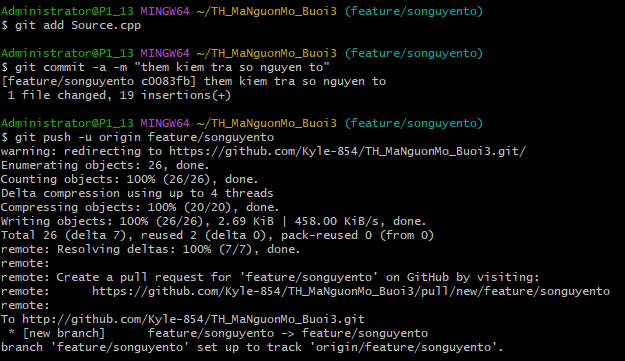 Administrator@P1_13 MINGW64 ~/TH_MaNguonMo_Buoi3 (feature/songuyento)
$ git add Source.cpp
Administrator@P1_13 MINGW64 ~/TH_MaNguonMo_Buoi3 (feature/songuyento)
$ git commit -a -m "them kiem tra so nguyen to"
[feature/songuyento c0083fb] them kiem tra so nguyen to
 1 file changed, 19 insertions(+)
Administrator@P1_13 MINGW64 ~/TH_MaNguonMo_Buoi3 (feature/songuyento)
$ git push -u origin feature/songuyento
warning: redirecting to https://github.com/Kyle-854/TH_MaNguonMo_Buoi3.git/
Enumerating objects: 26, done.
Counting objects: 100% (26/26), done.
Delta compression using up to 4 threads
Compressing objects: 100% (20/20), done.
Writing objects: 100% (26/26), 2.69 KiB | 458.00 KiB/s, done.
Total 26 (delta 7), reused 2 (delta 0), pack-reused 0 (from 0)
remote: Resolving deltas: 100% (7/7), done.
remote:
remote: Create a pull request for 'feature/songuyento' on GitHub by visiting:
remote:      https://github.com/Kyle-854/TH_MaNguonMo_Buoi3/pull/new/feature/songuyento
remote:
To http://github.com/Kyle-854/TH_MaNguonMo_Buoi3.git
 * [new branch]      feature/songuyento -> feature/songuyento
branch 'feature/songuyento' set up to track 'origin/feature/songuyento'.